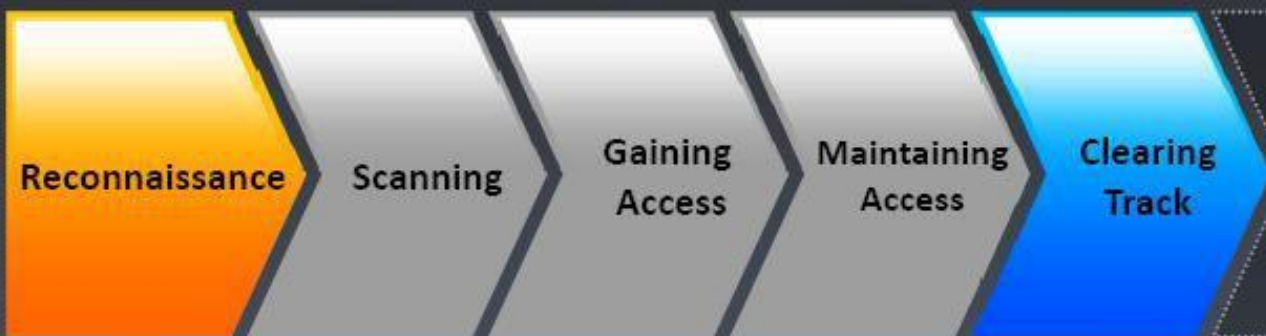 Reconnaissance
Scanning
Gaining
Access
Maintaining
Access
Clearing
Track